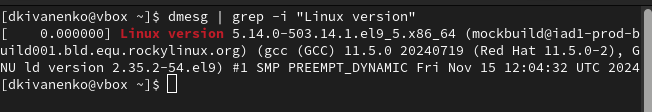 [dkivanenko@vbox ~]$ dmesg | grep -i "Linux version"
[    0.000000] Linux version 5.14.0-503.14.1.el9_5.x86_64 (mockbuild@iad1-prod-b
uild001.bld.equ.rockylinux.org) (gcc (GCC) 11.5.0 20240719 (Red Hat 11.5.0-2), G
NU ld version 2.35.2-54.el9) #1 SMP PREEMPT_DYNAMIC Fri Nov 15 12:04:32 UTC 2024
[dkivanenko@vbox ~]$